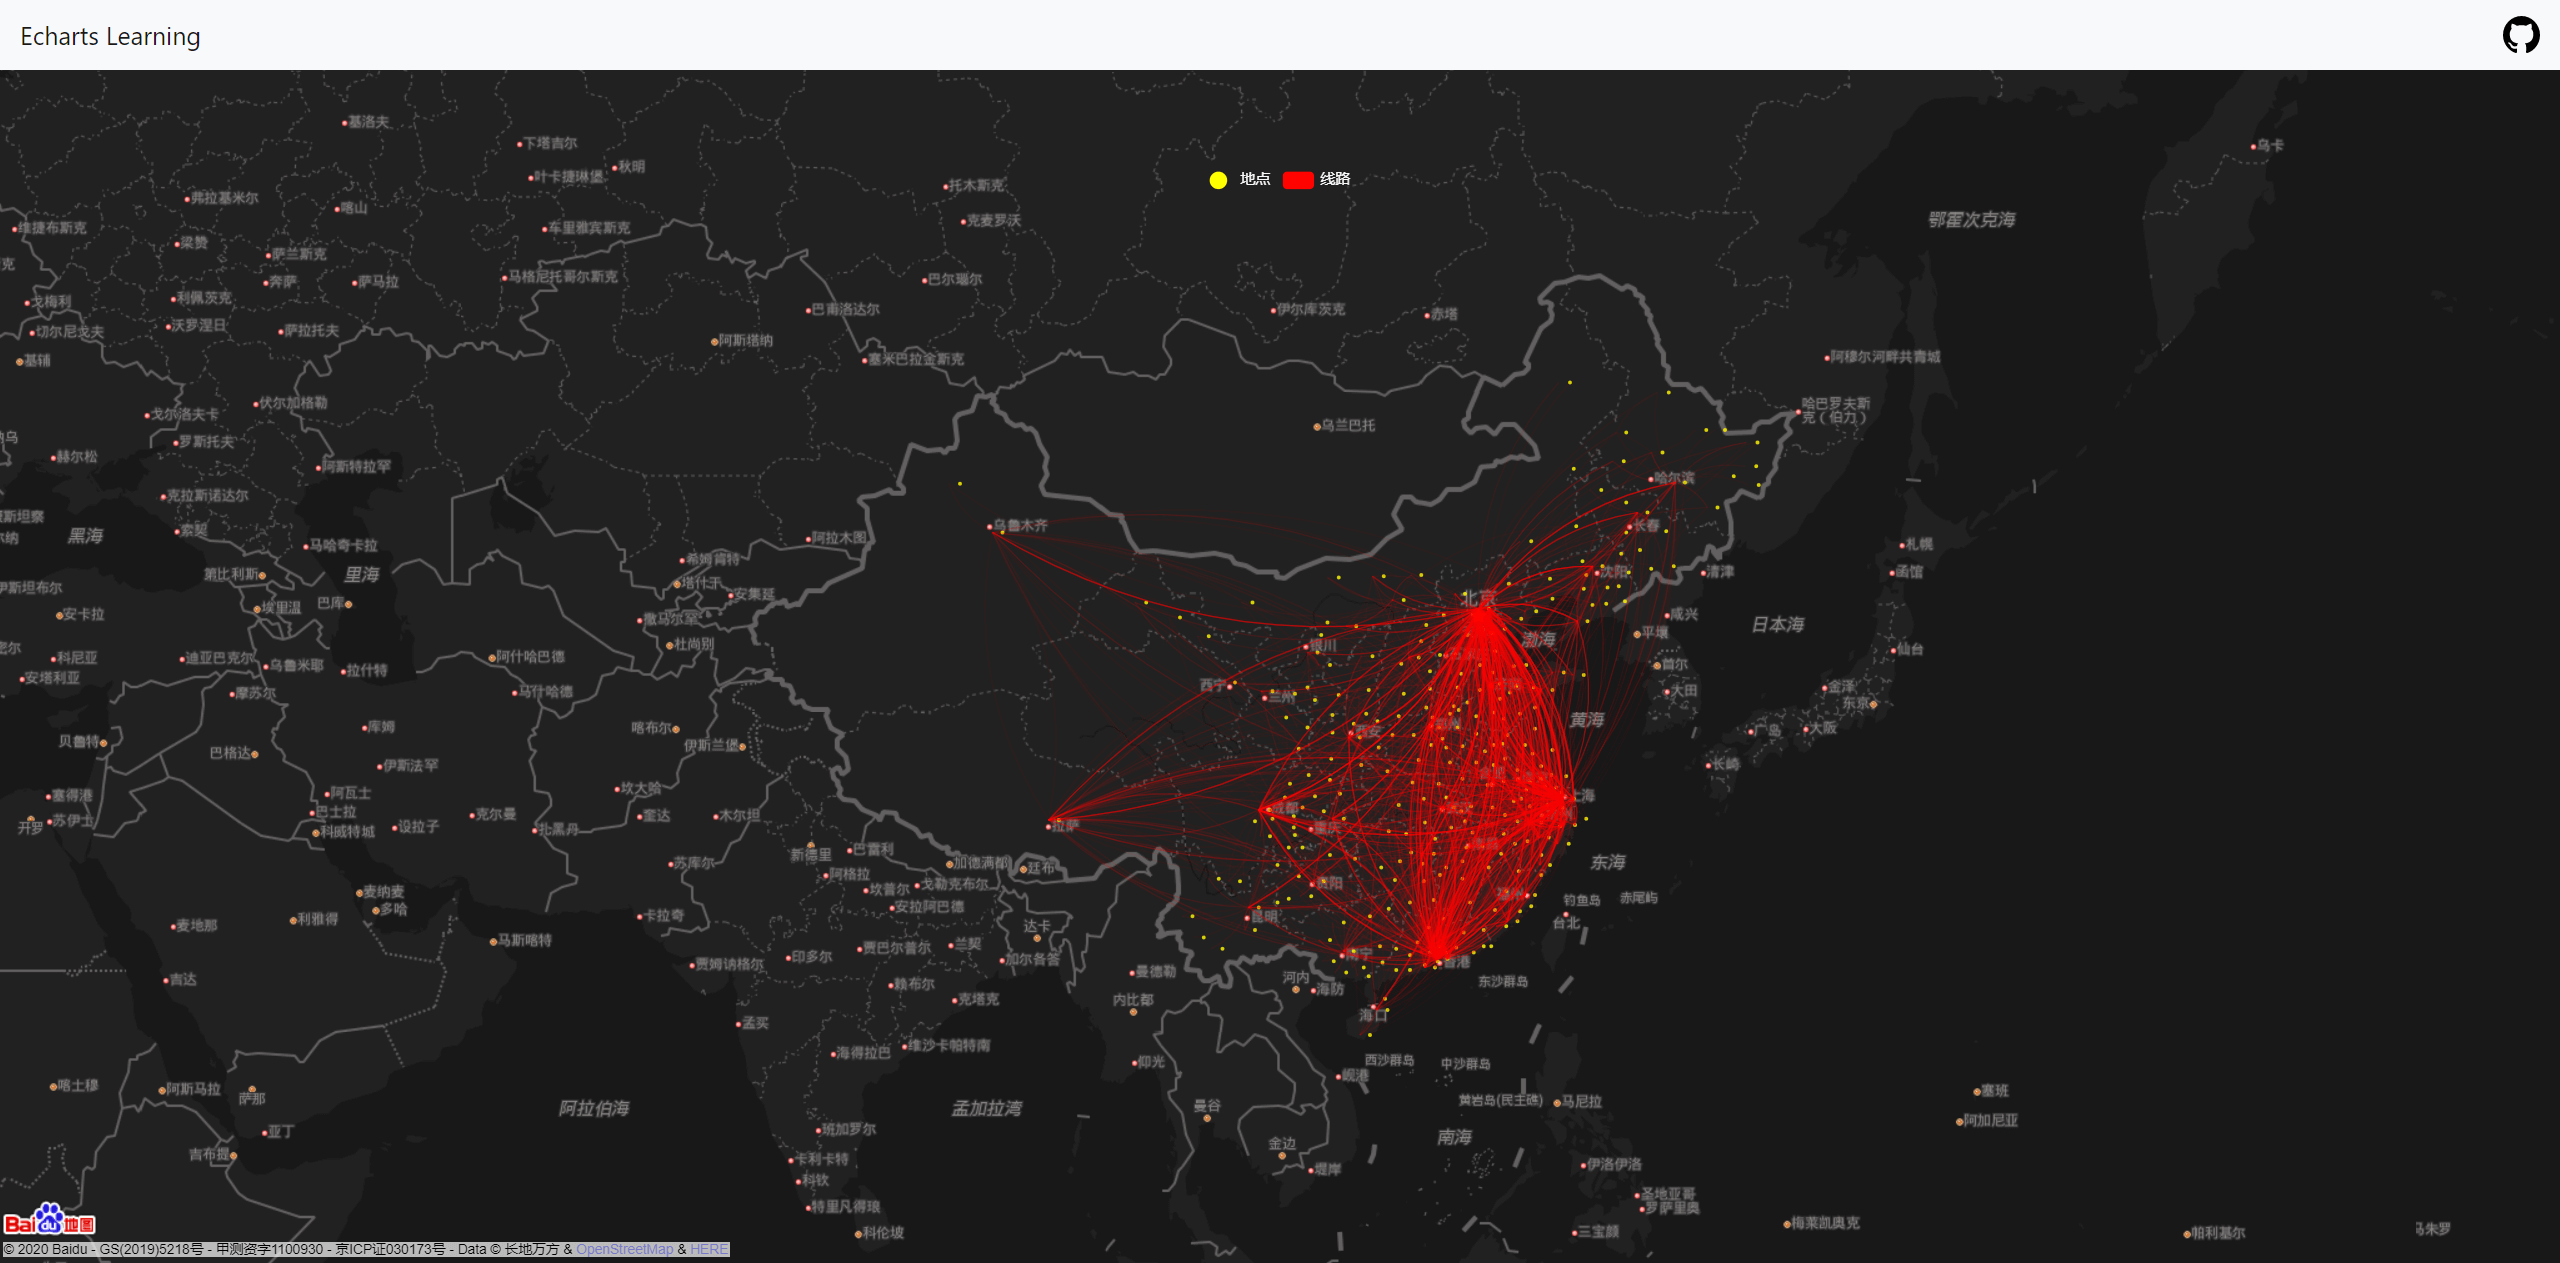 Echarts Learning
地点
线路
基洛夫
下塔吉尔
秋明
叶卡捷琳堡
托木斯克
乌卡
弗拉基米尔
喀山
克麦罗沃
鄂霍次克海
维捷布斯克
车里雅宾斯克
梁赞
萨兰斯克
克
奔萨
萨马拉
马格尼托哥尔斯克
巴尔瑙尔
戈梅利
利佩茨克
巴甫洛达尔
伊尔库茨克
赤塔
切尔尼戈夫
沃罗涅日
萨拉托夫
阿斯塔纳
基辅
塞米巴拉金斯克
阿穆尔河畔共青城
戈尔洛夫卡
伏尔加格勒
哈巴罗夫斯
克（伯力）
乌兰巴托
罗斯托夫
赫尔松
阿斯特拉罕
哈尔滨
克拉斯诺达尔
乌鲁木齐
长春
黑海
索契
马哈奇卡拉
阿拉木图
札幌
希姆肯特
第比利斯
里海
塔什干
沈阳
清津
函馆
伊斯坦布尔
安集延
北京
安卡拉
埃里温
巴库
撒马尔罕
咸兴
日本海
杜尚别
渤海
平壤
银川
科尼亚
迪亚巴克尔
乌鲁米耶
拉什特
阿什哈巴德
首尔
仙台
安塔利亚
摩苏尔
马什哈德
西宁
兰州
大田
金泽
东京
库姆
喀布尔
西安
郑州
黄海
广岛
大阪
贝鲁特
巴格达
伊斯兰堡
伊斯法罕
长崎
塞得港
阿瓦士
坎大哈
上海
开罗
苏伊士
巴士拉
科威特城
设拉子
克尔曼
扎黑丹
奎达
木尔坦
拉萨
成都
重庆
新德里
巴雷利
苏库尔
加德满都
廷布
东海
阿格拉
坎普尔
戈勒克布尔
贵阳
麦纳麦
多哈
安拉阿巴德
福州
钓鱼岛
赤尾屿
麦地那
利雅得
卡拉奇
昆明
台北
达卡
马斯喀特
贾巴尔普尔
兰契
印多尔
加尔各答
南宁
香港
贾姆讷格尔
曼德勒
吉达
赖布尔
河内
海防
东沙群岛
克塔克
内比都
海口
孟买
维沙卡帕特南
海得拉巴
仰光
西沙群岛
中沙群岛
岘港
喀土穆
阿斯马拉
萨那
塞班
黄岩岛(民主礁)
马尼拉
阿拉伯海
孟加拉湾
曼谷
阿加尼亚
亚丁
班加罗尔
金边
南海
吉布提
卡利卡特
堤岸
伊洛伊洛
科钦
圣地亚哥
特里凡得琅
罗萨里奥
科伦坡
三宝颜
梅莱凯奥克
帕利基尔
马朱罗
Bai du 地图
© 2020 Baidu - GS(2019)5218号 - 甲测资字1100930 - 京ICP证030173号 - Data © 长地万方 & OpenStreetMap & HERE